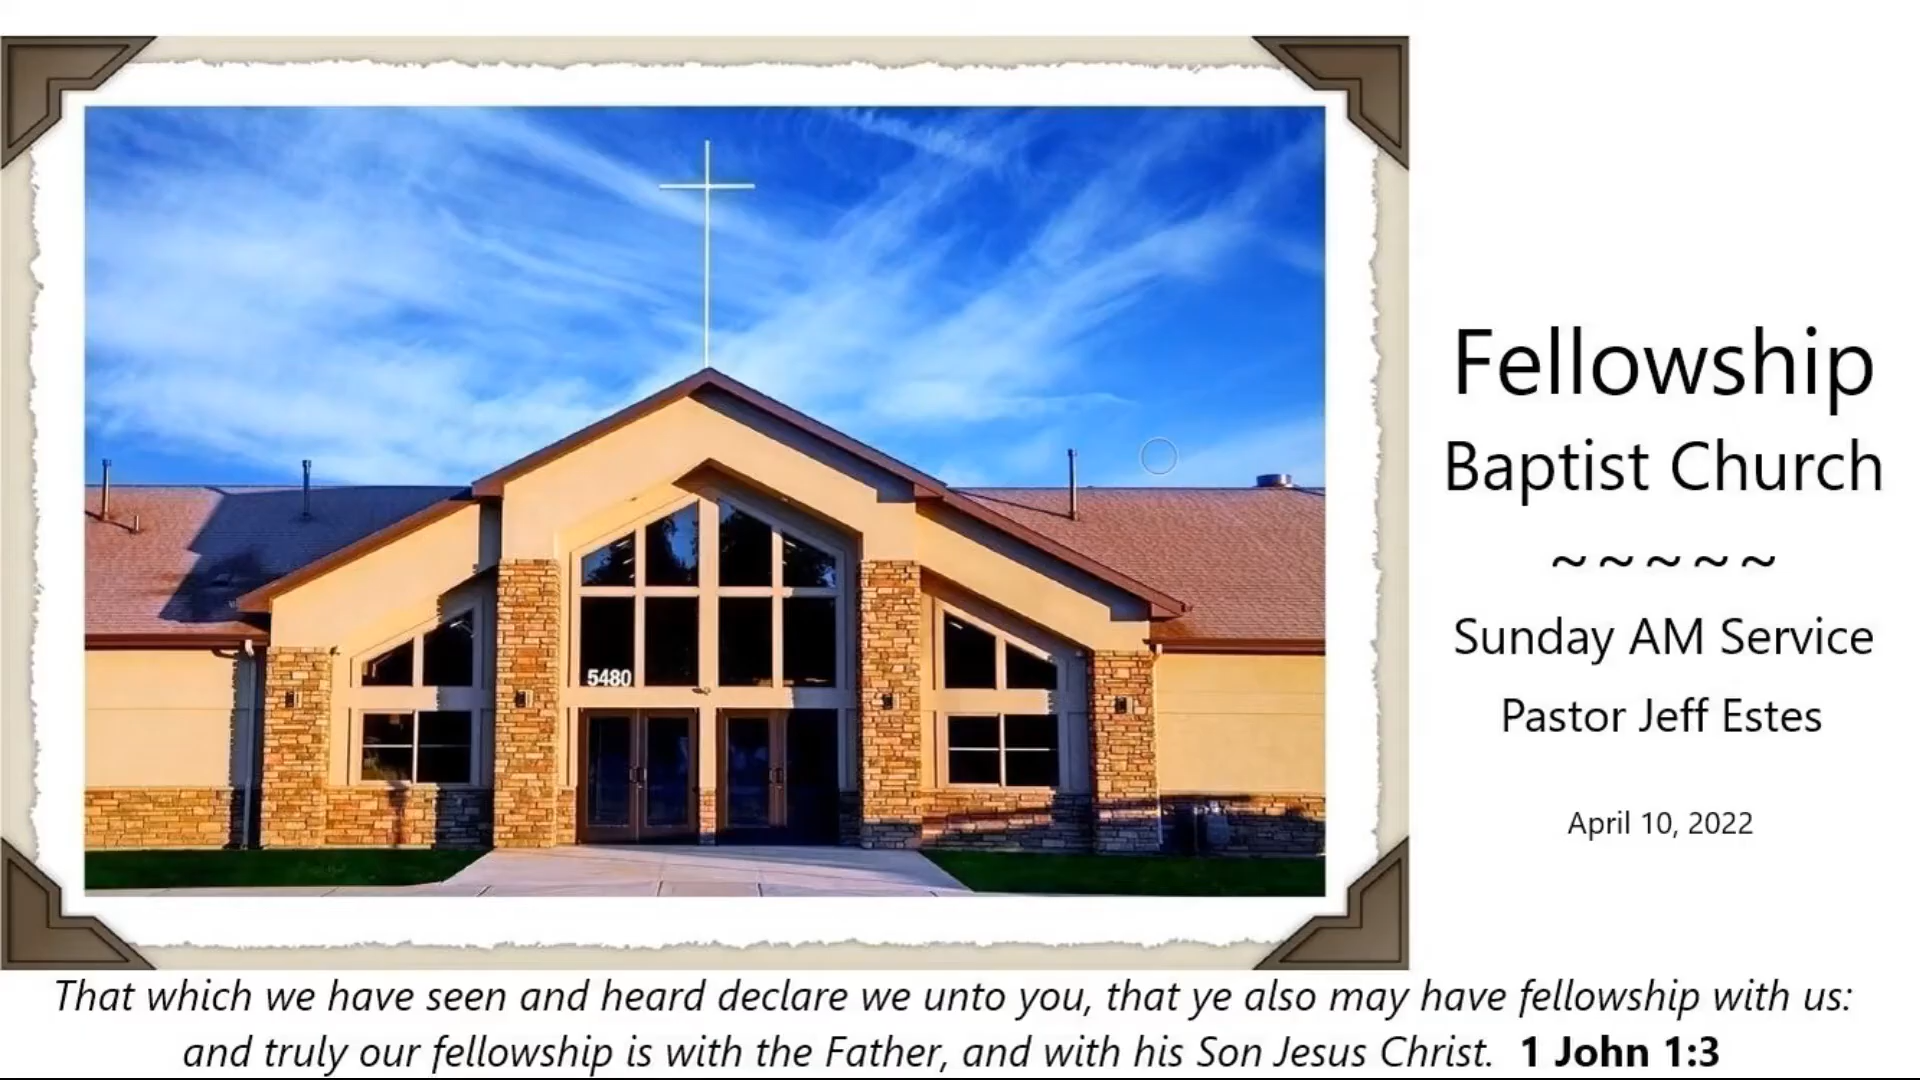 5480
Fellowship
Baptist Church
~ ~ ~ ~ ~
Sunday AM Service
Pastor Jeff Estes
April 10, 2022
That which we have seen and heard declare we unto you, that ye also may have fellowship with us:
and truly our fellowship is with the Father, and with his Son Jesus Christ. 1 John 1:3